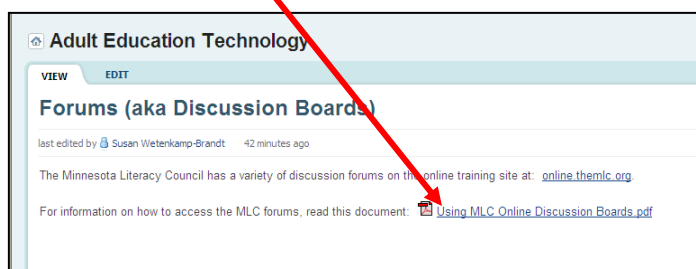 Adult Education Technology
VIEW EDIT
Forums (aka Discussion Boards)
last edited by Susan Wetenkamp-Brandt 42 minutes ago
The Minnesota Literacy Council has a variety of discussion forums on the online training site at: online.themlc.org.
For information on how to access the MLC forums, read this document: Using MLC Online Discussion Boards.pdf